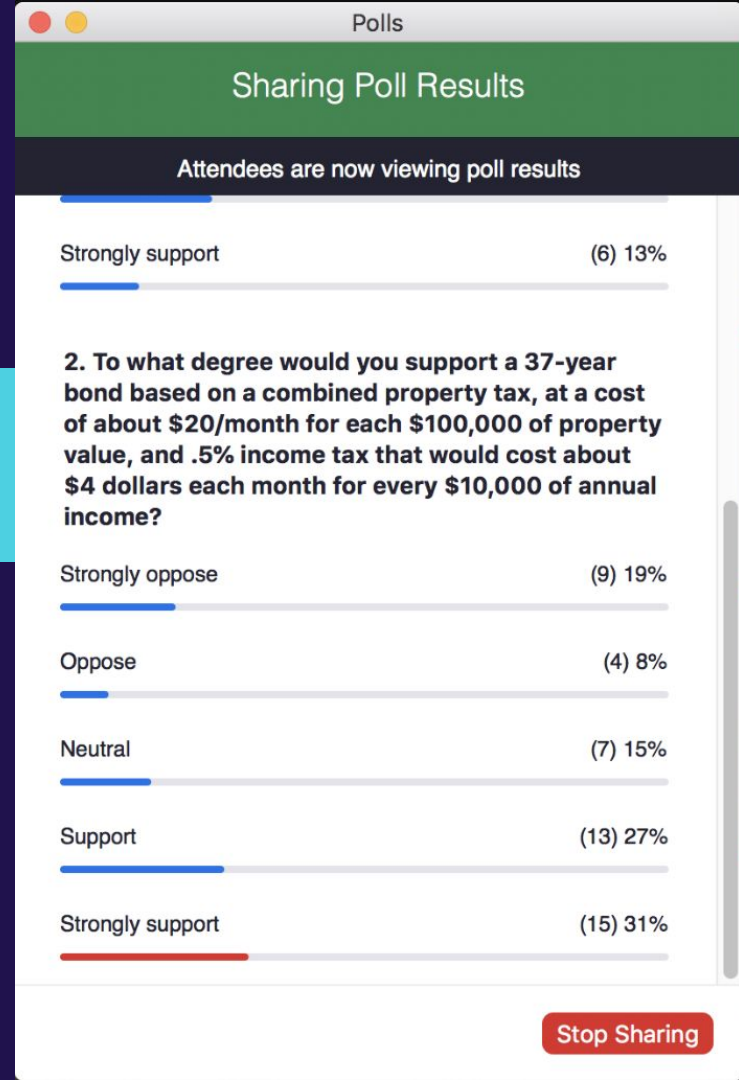 Polls
Sharing Poll Results
Attendees are now viewing poll results
Strongly support (6) 13%
2. To what degree would you support a 37-year
bond based on a combined property tax, at a cost
of about $20/month for each $100,000 of property
value, and .5% income tax that would cost about
$4 dollars each month for every $10,000 of annual
income?
Strongly oppose (9) 19%
Oppose (4) 8%
Neutral (7) 15%
Support (13) 27%
Strongly support (15) 31%
Stop Sharing